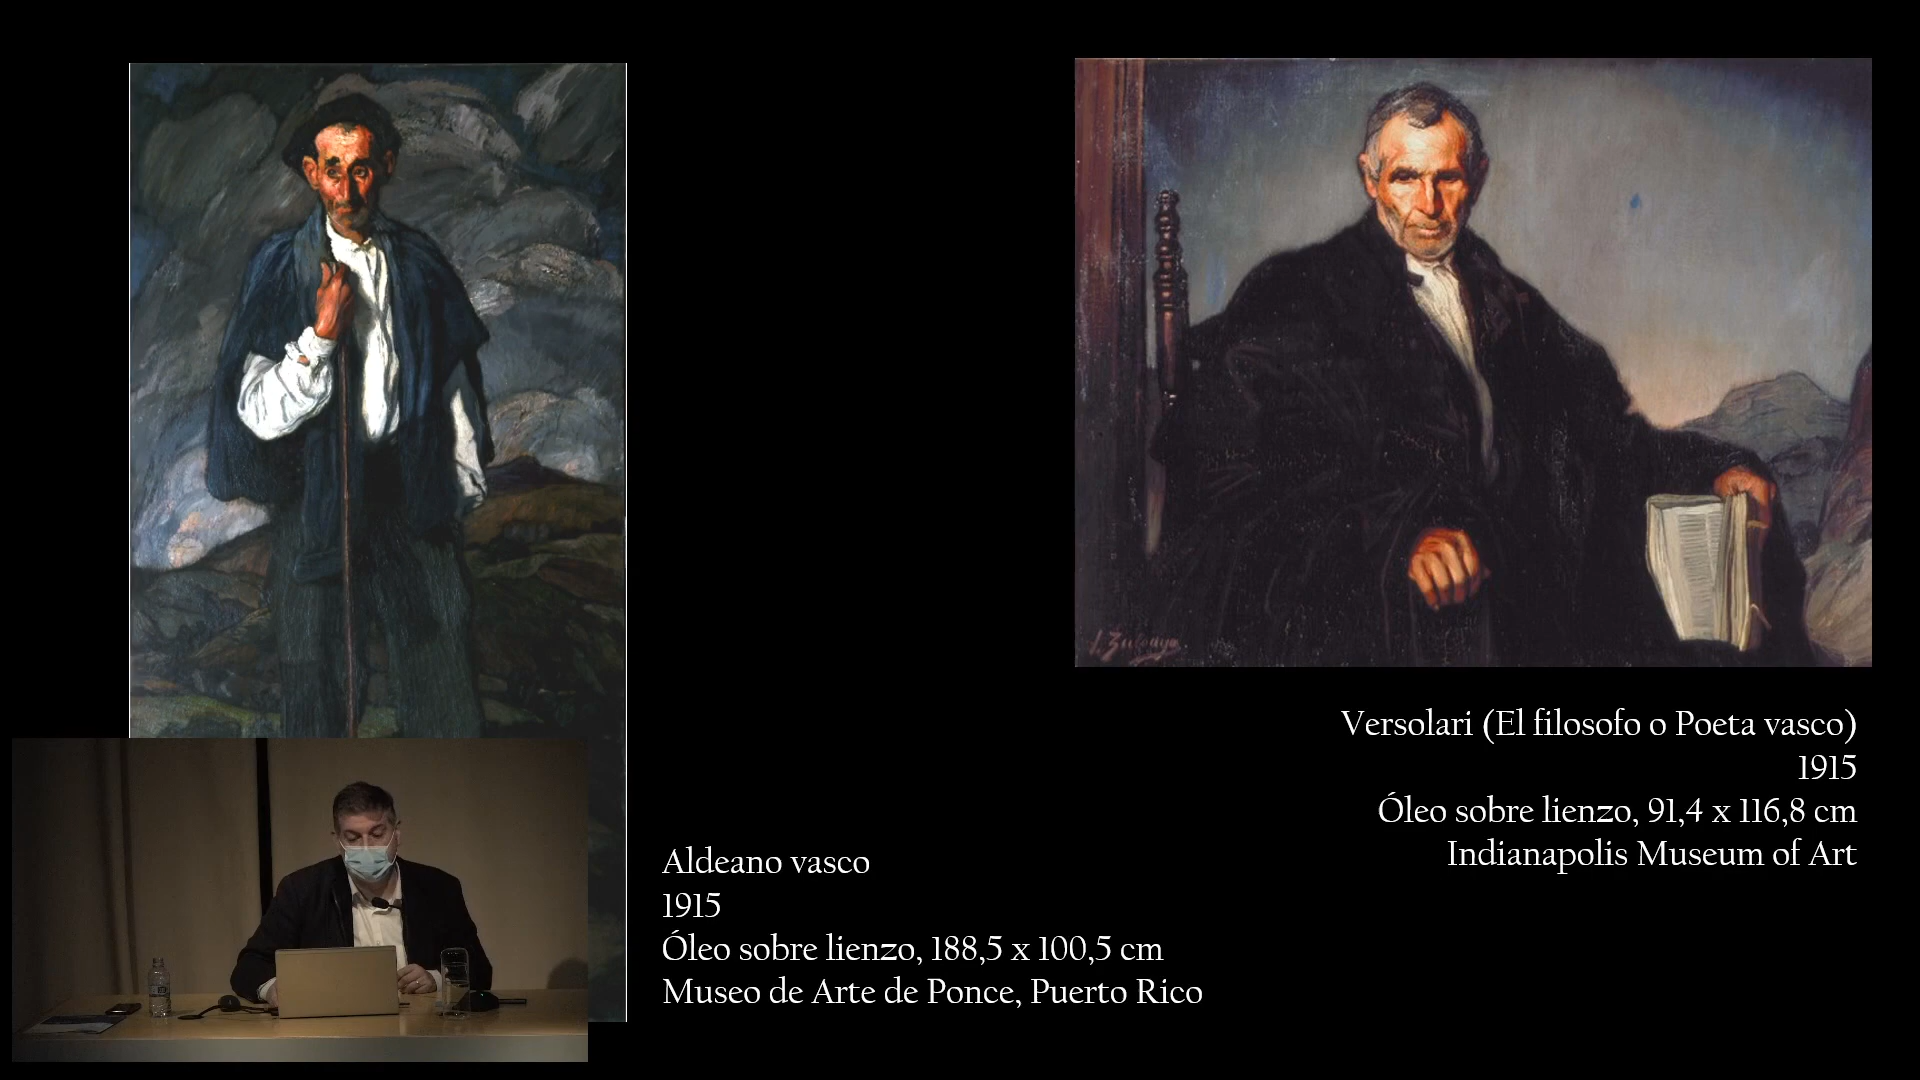 I. Zuloaga
Versolari (El filosofo o Poeta vasco)
1915
Óleo sobre lienzo, 91,4 x 116,8 cm
Indianapolis Museum of Art
Aldeano vasco
1915
Óleo sobre lienzo, 188,5 x 100,5 cm
Museo de Arte de Ponce, Puerto Rico